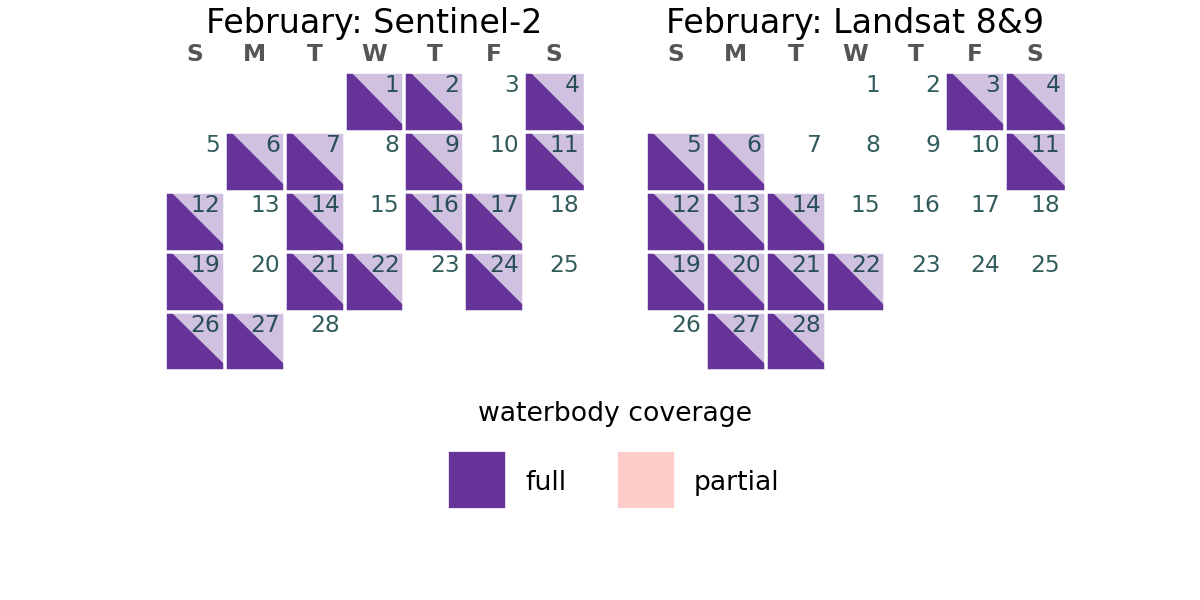 February: Sentinel-2
S M T W T F S
1 2 3 4
5 6 7 8 9 10 11
12 13 14 15 16 17 18
19 20 21 22 23 24 25
26 27 28
February: Landsat 8&9
S M T W T F S
1 2 3 4
5 6 7 8 9 10 11
12 13 14 15 16 17 18
19 20 21 22 23 24 25
26 27 28
waterbody coverage
full
partial